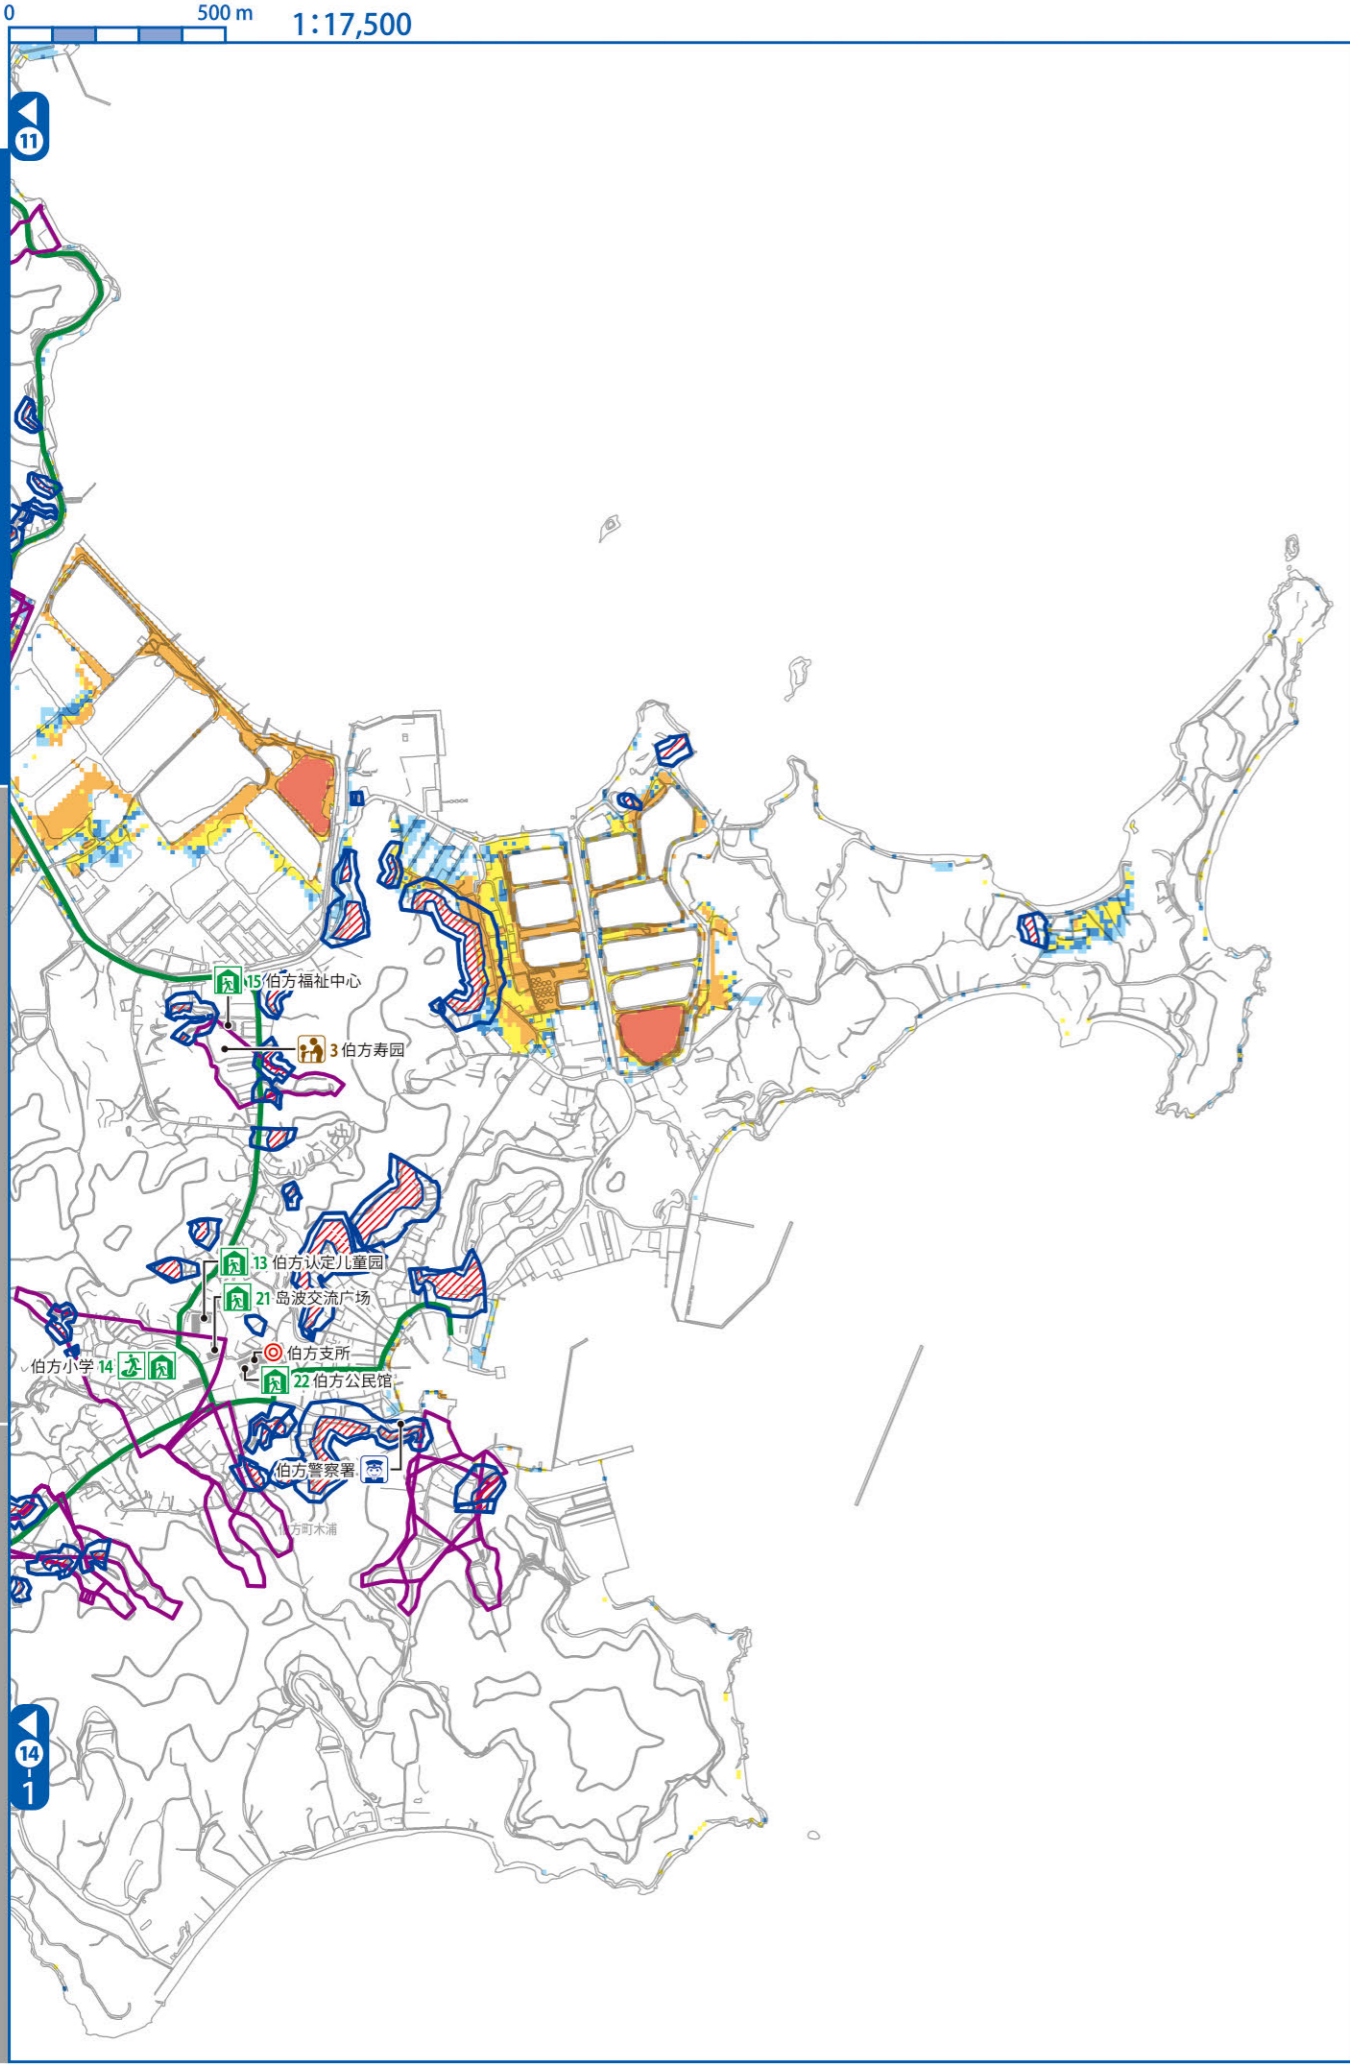 0
500 m
1:17,500
11
15 伯方福祉中心
3 伯方寿园
13 伯方认定儿童园
21 岛波交流广场
伯方支所
伯方小学 14
22 伯方公民馆
伯方警察署
伯方町木浦
14-1